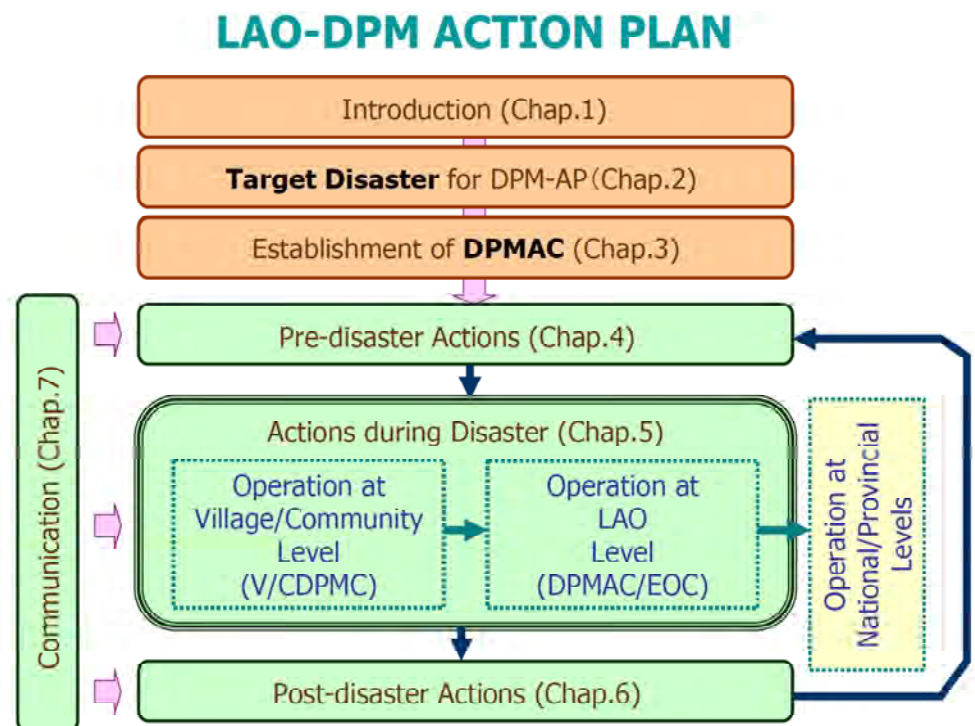 LAO-DPM ACTION PLAN
Introduction (Chap.1)
Target Disaster for DPM-AP(Chap.2)
Establishment of DPMAC (Chap.3)
Pre-disaster Actions (Chap.4)
Communication (Chap.7)
Actions during Disaster (Chap.5)
Operation at
Village/Community
Level
(V/CDPMC)
Operation at
LAO
Level
(DPMAC/EOC)
Operation at
National/Provincial
Levels
Post-disaster Actions (Chap.6)